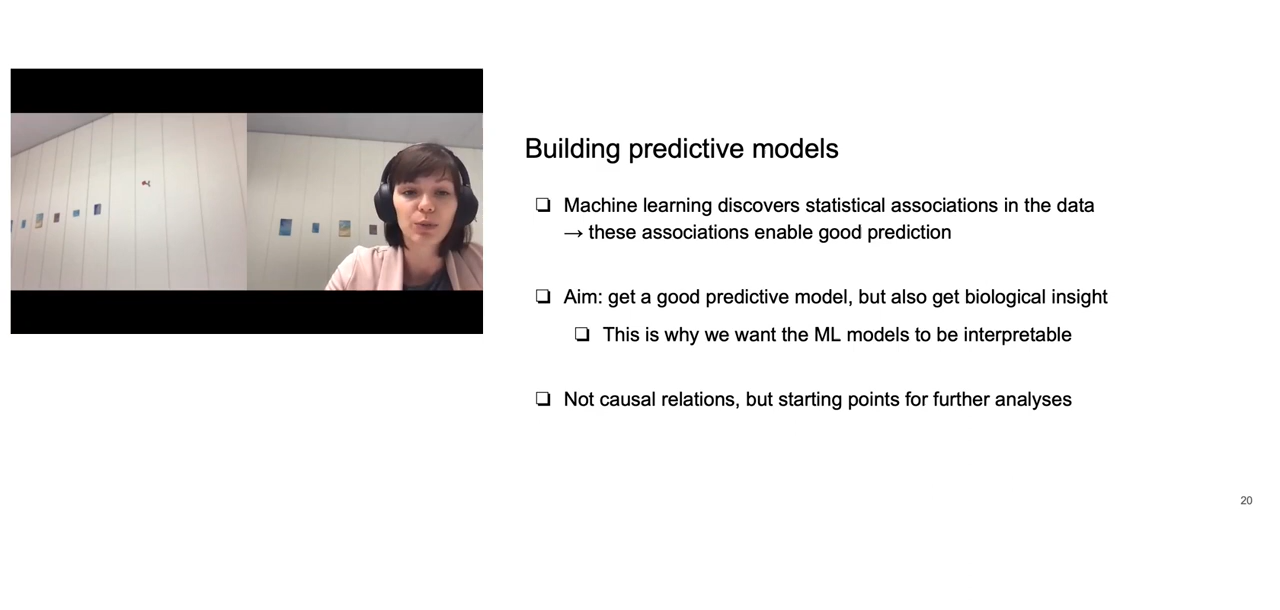 Building predictive models
❏ Machine learning discovers statistical associations in the data
→ these associations enable good prediction
❏ Aim: get a good predictive model, but also get biological insight
❏ This is why we want the ML models to be interpretable
❏ Not causal relations, but starting points for further analyses
20